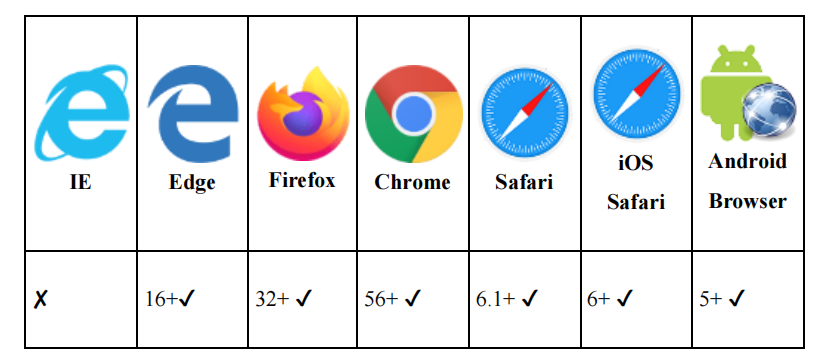 IE
Edge
Firefox
Chrome
Safari
iOS
Safari
Android
Browser
✗
16+✓
32+ ✓
56+ ✓
6.1+ ✓
6+ ✓
5+ ✓